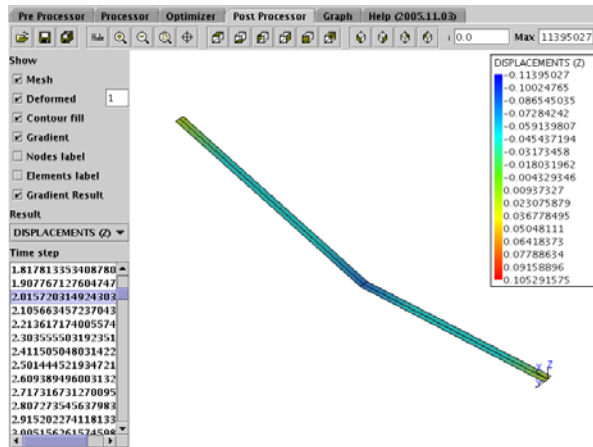 Pre Processor Processor Optimizer Post Processor Graph Help (2005.11.03)
0.0 Max 11395027
Show
Mesh
Deformed 1
Contour fill
Gradient
Nodes label
Elements label
Gradient Result
Result
DISPLACEMENTS (Z)
Time step
1.817813353408780
1.907767127604747
2.015720314924303
2.105663457237043
2.213617174005574
2.303555503192351
2.411505048031422
2.501444521934721
2.609389496003132
2.717316731270095
2.807273545637983
2.915202274118133
3.005156261574598
DISPLACEMENTS (Z)
-0.11395027
-0.10024765
-0.086545035
-0.07284242
-0.059139807
-0.045437194
-0.03173458
-0.018031962
-0.004329346
0.00937327
0.023075879
0.036778495
0.05048111
0.06418373
0.07788634
0.09158896
0.105291575
X Z
Y